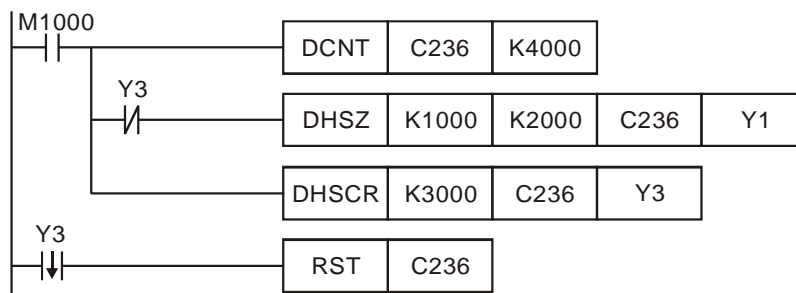 M1000
DCNT C236 K4000
Y3
DHSZ K1000 K2000 C236 Y1
DHSCR K3000 C236 Y3
Y3
RST C236